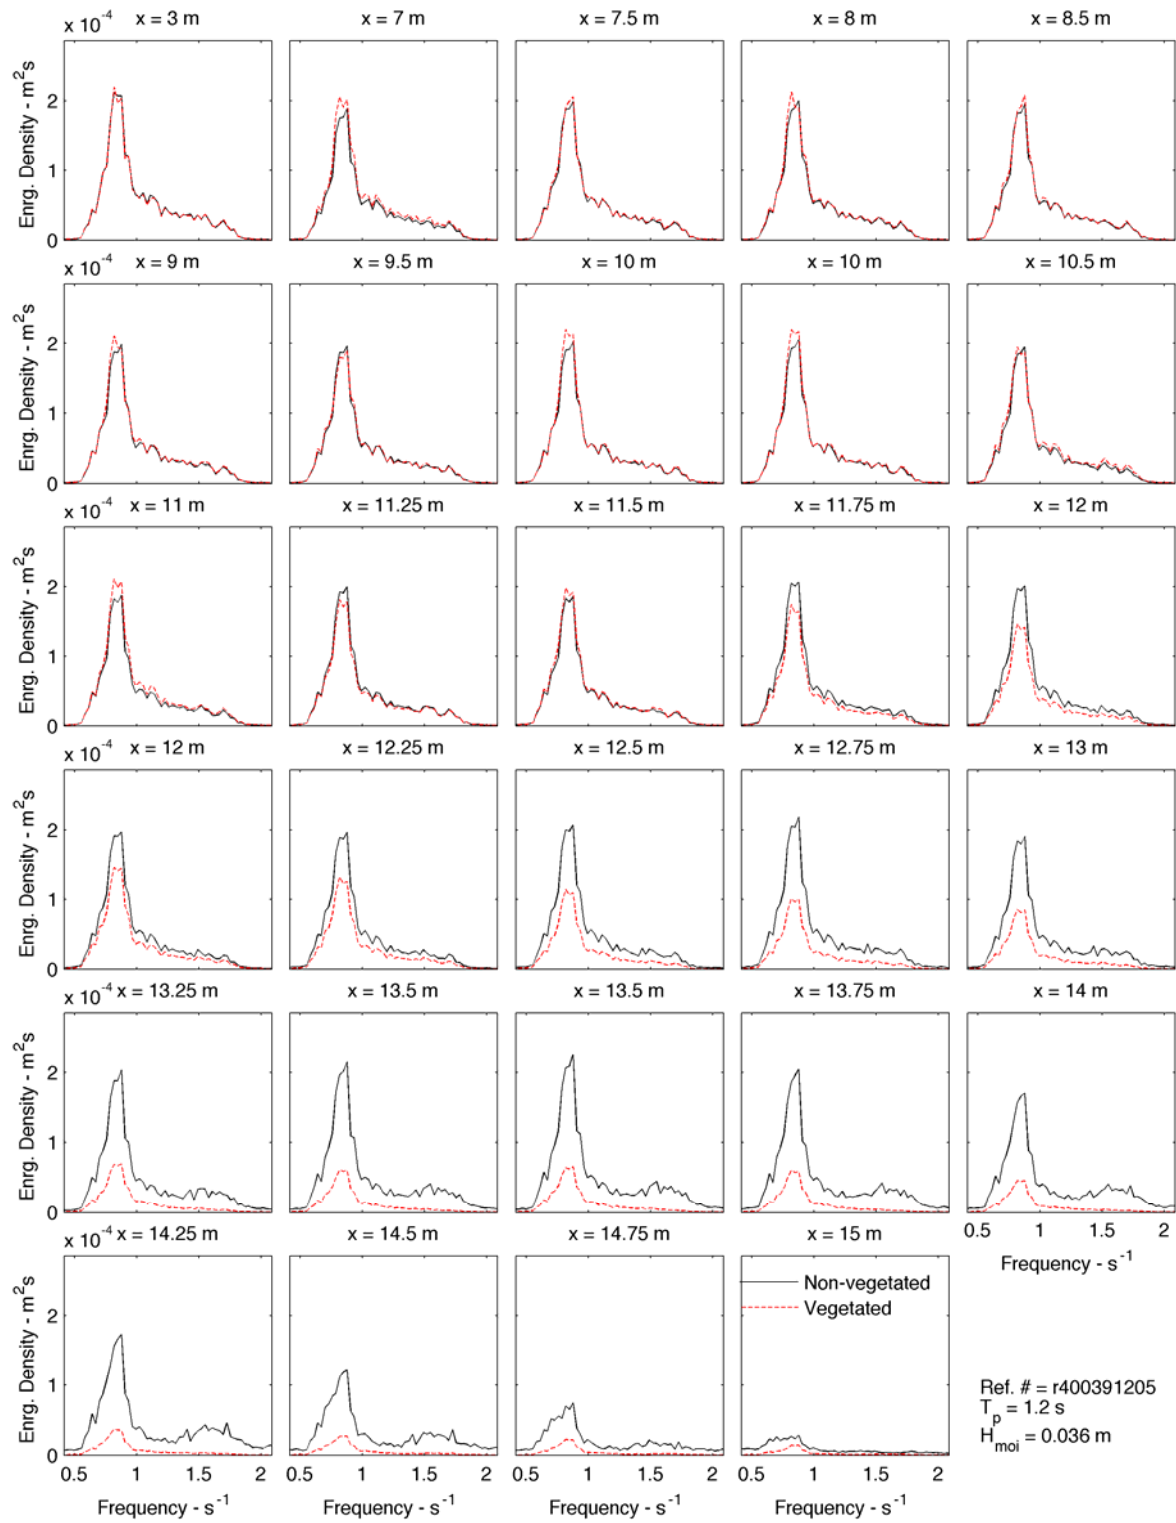 x 10⁻⁴ x = 3 m x = 7 m x = 7.5 m x = 8 m x = 8.5 m
Enrg. Density - m²s
2
1
0
x 10⁻⁴ x = 9 m x = 9.5 m x = 10 m x = 10 m x = 10.5 m
Enrg. Density - m²s
2
1
0
x 10⁻⁴ x = 11 m x = 11.25 m x = 11.5 m x = 11.75 m x = 12 m
Enrg. Density - m²s
2
1
0
x 10⁻⁴ x = 12 m x = 12.25 m x = 12.5 m x = 12.75 m x = 13 m
Enrg. Density - m²s
2
1
0
x 10⁻⁴ x = 13.25 m x = 13.5 m x = 13.5 m x = 13.75 m x = 14 m
Enrg. Density - m²s
2
1
0
0.5 1 1.5 2
Frequency - s⁻¹
x 10⁻⁴ x = 14.25 m x = 14.5 m x = 14.75 m x = 15 m
Enrg. Density - m²s
2
1
0
Non-vegetated
Vegetated
0.5 1 1.5 2 0.5 1 1.5 2 0.5 1 1.5 2 0.5 1 1.5 2
Frequency - s⁻¹ Frequency - s⁻¹ Frequency - s⁻¹ Frequency - s⁻¹
Ref. # = r400391205
T_p = 1.2 s
H_moi = 0.036 m